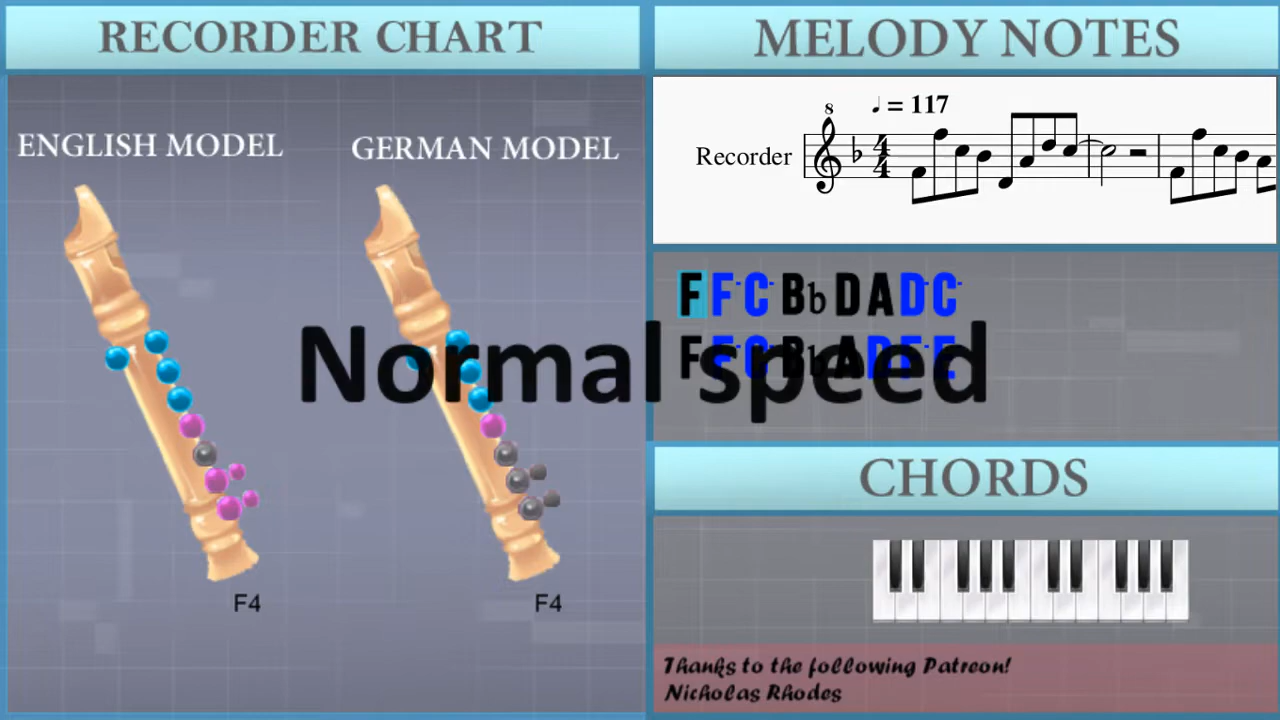 RECORDER CHART
MELODY NOTES
ENGLISH MODEL
GERMAN MODEL
8
♩ = 117
Recorder
4
4
F F C Bb D A D C
F F C Bb A D F E
Normal speed
CHORDS
F4
F4
Thanks to the following Patreon!
Nicholas Rhodes